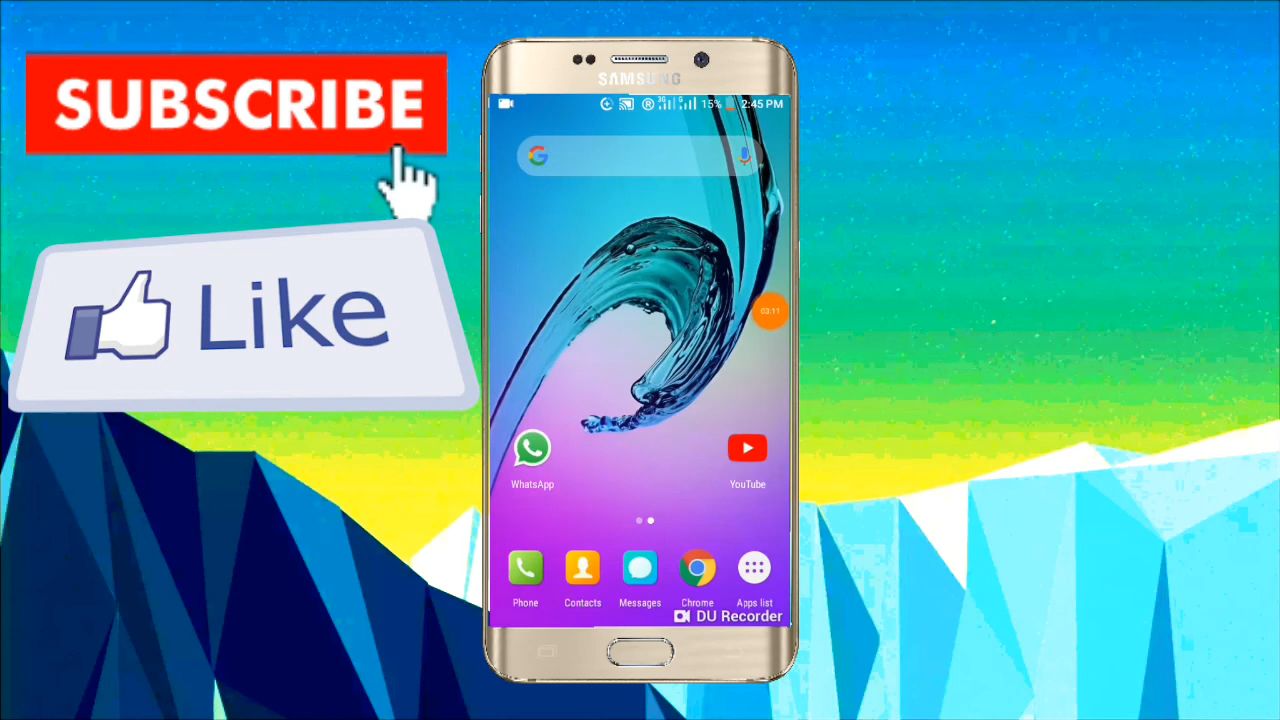 SUBSCRIBE
Like
SAMSUNG
R 3G G 15% 2:45 PM
G
03:11
WhatsApp
YouTube
Phone
Contacts
Messages
Chrome
Apps list
DU Recorder